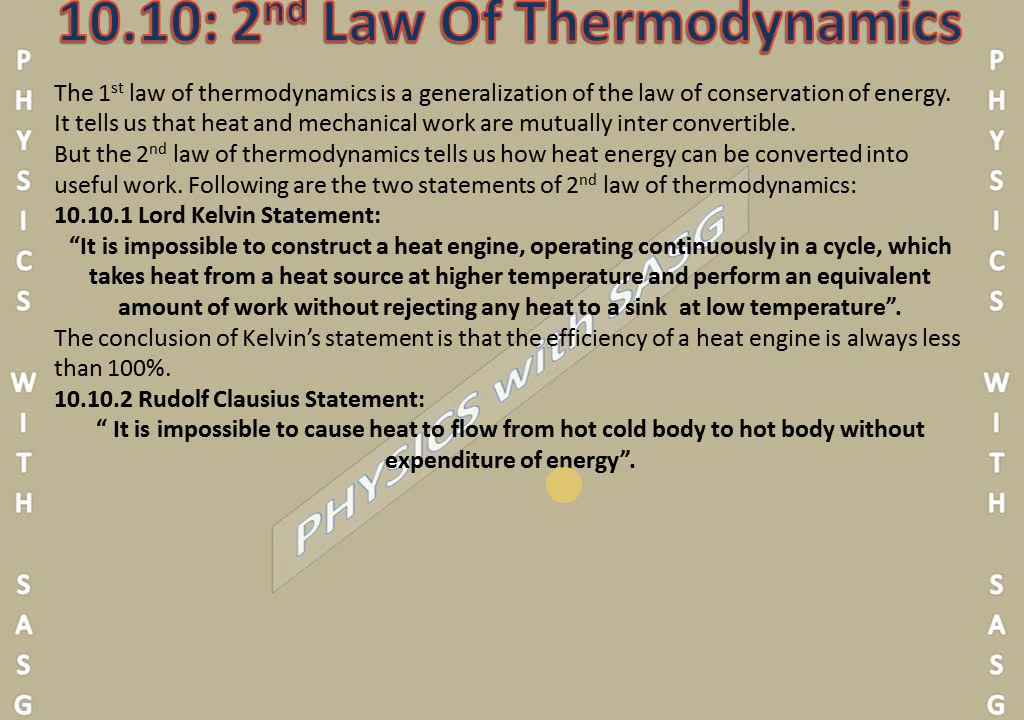 10.10: 2nd Law Of Thermodynamics
The 1st law of thermodynamics is a generalization of the law of conservation of energy.
It tells us that heat and mechanical work are mutually inter convertible.
But the 2nd law of thermodynamics tells us how heat energy can be converted into
useful work. Following are the two statements of 2nd law of thermodynamics:
10.10.1 Lord Kelvin Statement:
“It is impossible to construct a heat engine, operating continuously in a cycle, which
takes heat from a heat source at higher temperature and perform an equivalent
amount of work without rejecting any heat to a sink at low temperature”.
The conclusion of Kelvin’s statement is that the efficiency of a heat engine is always less
than 100%.
10.10.2 Rudolf Clausius Statement:
“ It is impossible to cause heat to flow from hot cold body to hot body without
expenditure of energy”.
PHYSICS with SASG
PHYSICS WITH SASG
PHYSICS WITH SASG